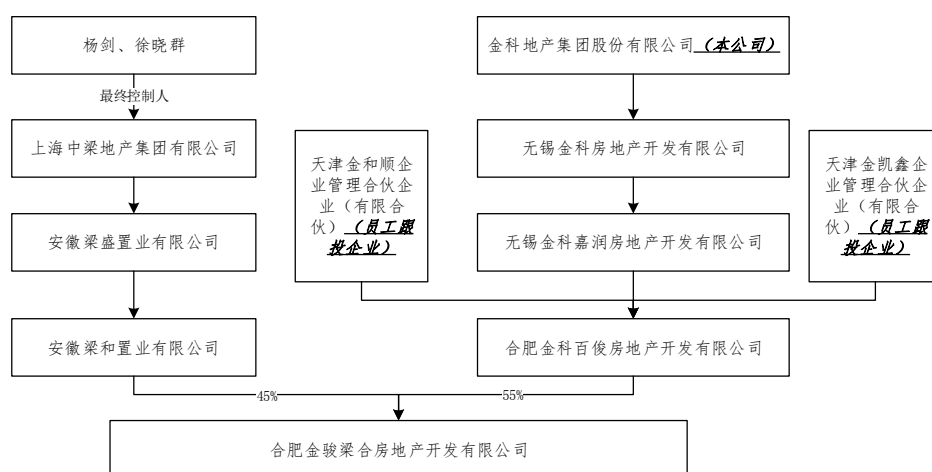 杨剑、徐晓群
金科地产集团股份有限公司（本公司）
最终控制人
上海中梁地产集团有限公司
天津金和顺企
业管理合伙企
业（有限合
伙）（员工跟
投企业）
无锡金科房地产开发有限公司
天津金凯鑫企
业管理合伙企
业（有限合
伙）（员工跟
投企业）
安徽梁盛置业有限公司
无锡金科嘉润房地产开发有限公司
安徽梁和置业有限公司
合肥金科百俊房地产开发有限公司
45%
55%
合肥金骏梁合房地产开发有限公司